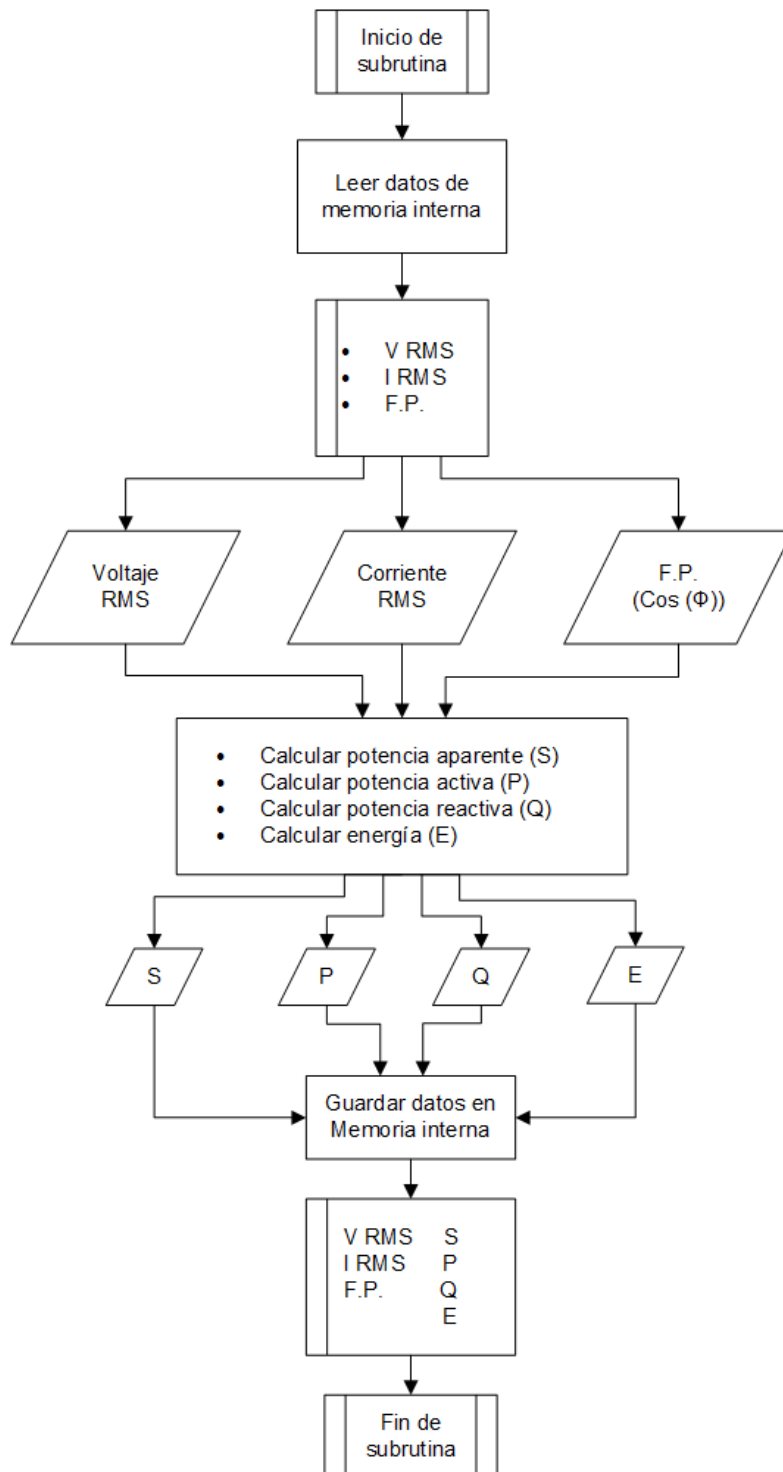 Inicio de
subrutina
Leer datos de
memoria interna
• V RMS
• I RMS
• F.P.
Voltaje
RMS
Corriente
RMS
F.P.
(Cos (Φ))
• Calcular potencia aparente (S)
• Calcular potencia activa (P)
• Calcular potencia reactiva (Q)
• Calcular energía (E)
S
P
Q
E
Guardar datos en
Memoria interna
V RMS S
I RMS P
F.P. Q
E
Fin de
subrutina